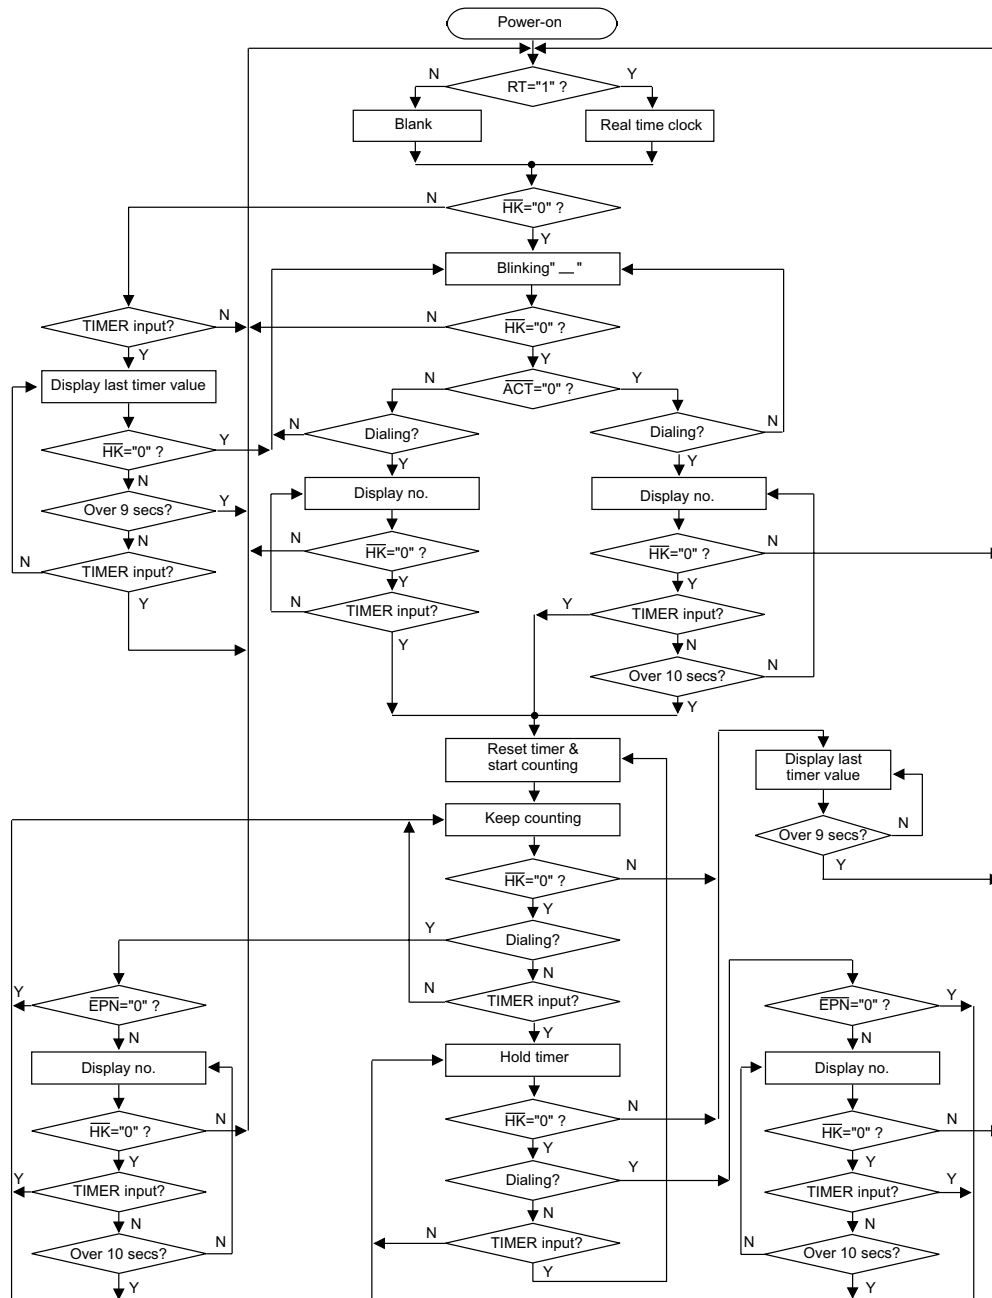 Power-on
N
RT="1" ?
Y
Blank
Real time clock
N
HK="0" ?
Y
Blinking" __ "
TIMER input?
N
N
HK="0" ?
Y
Y
Display last timer value
N
ACT="0" ?
Y
N
Dialing?
Dialing?
N
HK="0" ?
Y
Y
Y
N
Display no.
Display no.
Over 9 secs?
Y
N
N
HK="0" ?
HK="0" ?
N
N
TIMER input?
Y
Y
Y
N
TIMER input?
Y
TIMER input?
Y
N
Over 10 secs?
N
Y
Reset timer &
start counting
Display last
timer value
Keep counting
Over 9 secs?
N
HK="0" ?
N
Y
Y
Y
Dialing?
N
Y
EPN="0" ?
N
TIMER input?
EPN="0" ?
Y
N
Y
N
Display no.
Hold timer
Display no.
HK="0" ?
N
HK="0" ?
N
HK="0" ?
N
Y
Y
Y
Y
TIMER input?
Dialing?
Y
TIMER input?
Y
N
N
N
Over 10 secs?
N
N
TIMER input?
N
Over 10 secs?
Y
Y
Y